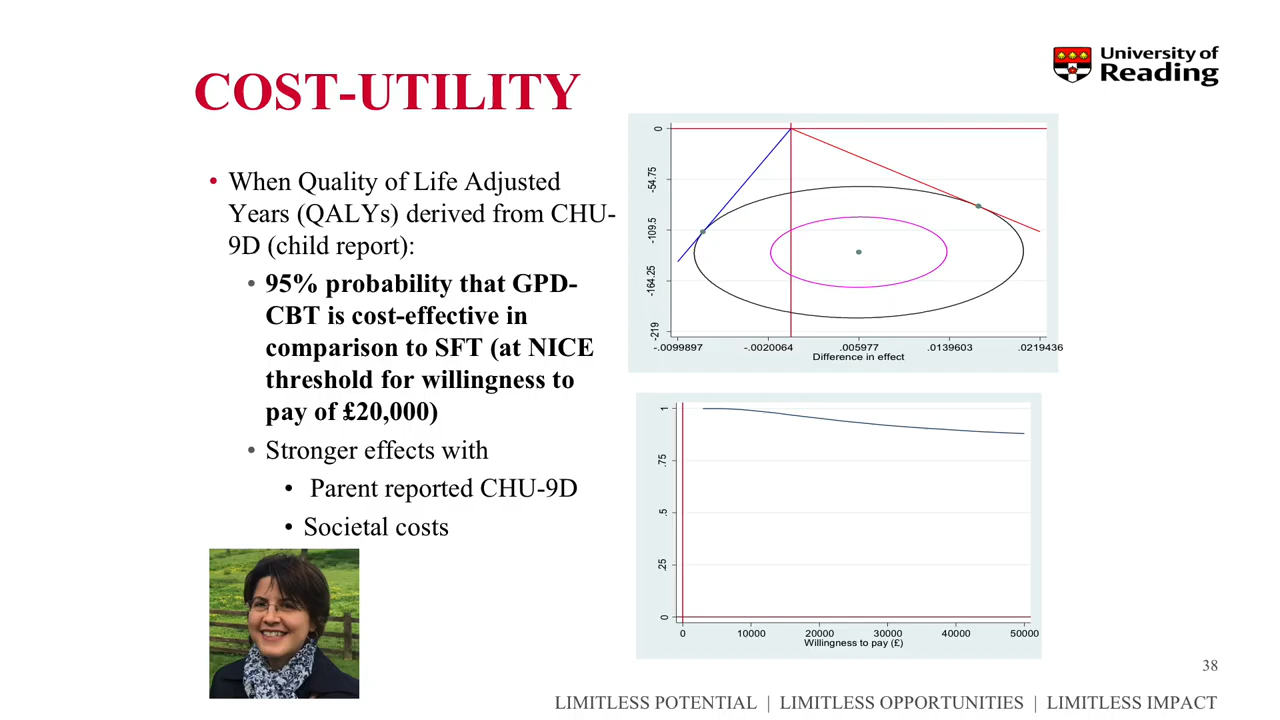 University of
Reading
COST-UTILITY
• When Quality of Life Adjusted
Years (QALYs) derived from CHU-
9D (child report):
• 95% probability that GPD-
CBT is cost-effective in
comparison to SFT (at NICE
threshold for willingness to
pay of £20,000)
• Stronger effects with
• Parent reported CHU-9D
• Societal costs
0
-54.75
-109.5
-164.25
-219
-.0099897 -.0020064 .005977 .0139603 .0219436
Difference in effect
1
.75
.5
.25
0
0 10000 20000 30000 40000 50000
Willingness to pay (£)
38
LIMITLESS POTENTIAL | LIMITLESS OPPORTUNITIES | LIMITLESS IMPACT